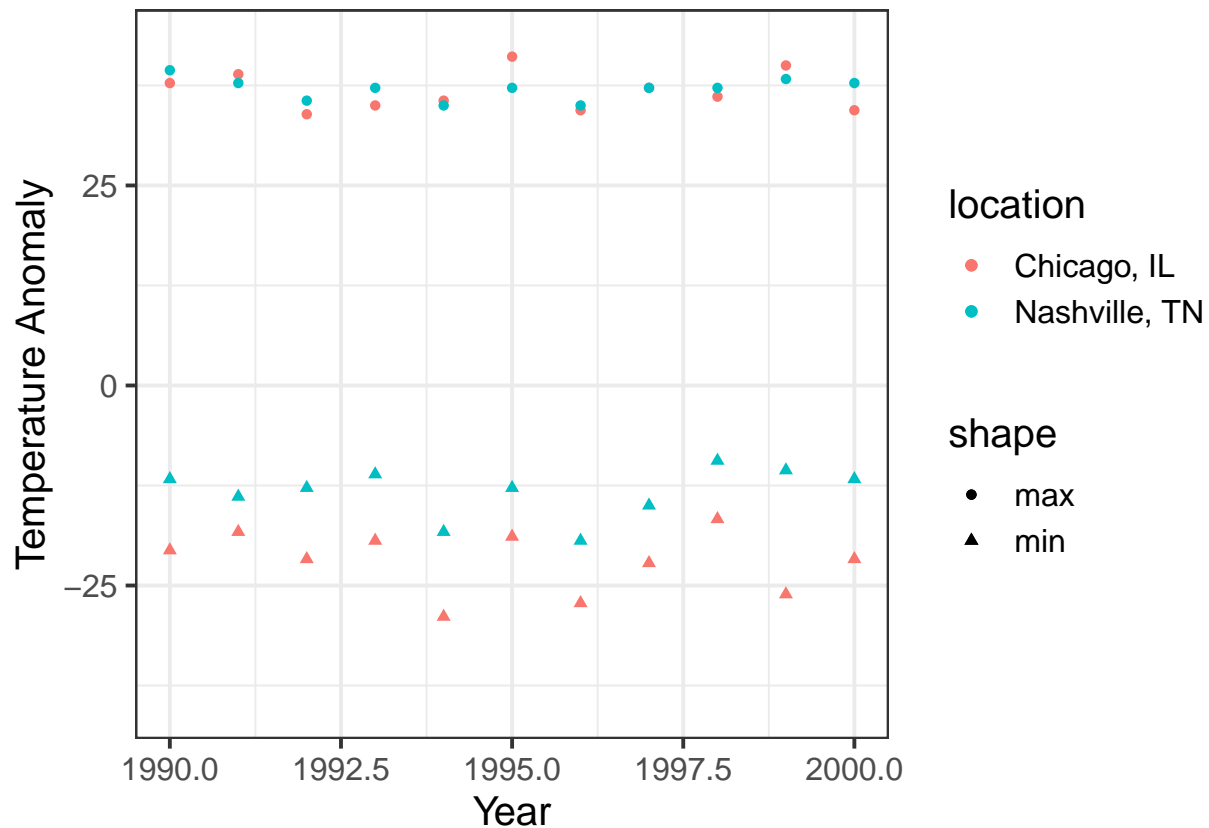 Temperature Anomaly
25
0
−25
1990.0 1992.5 1995.0 1997.5 2000.0
Year
location
Chicago, IL
Nashville, TN
shape
max
min